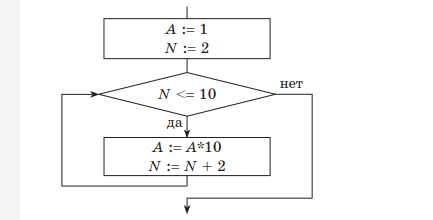 A := 1
N := 2
N <= 10
нет
да
A := A*10
N := N + 2